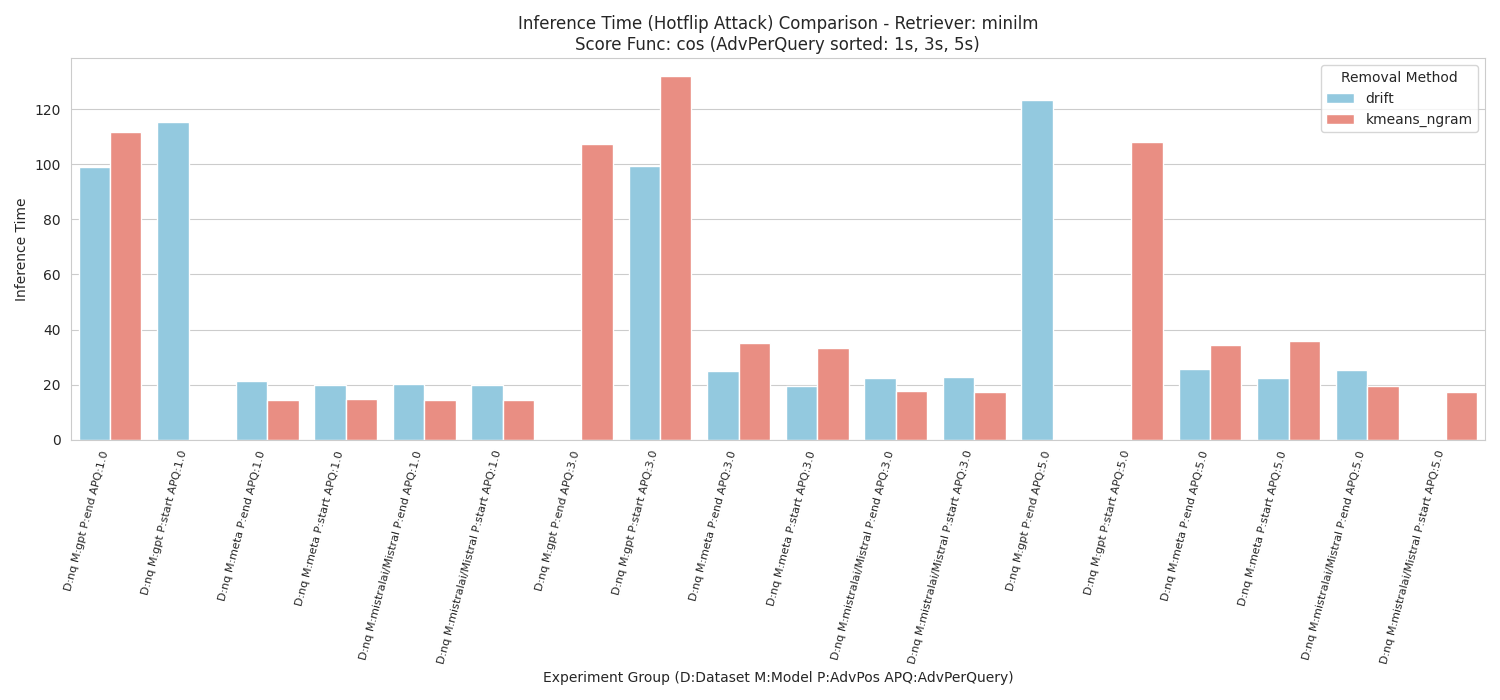 Inference Time (Hotflip Attack) Comparison - Retriever: minilm
Score Func: cos (AdvPerQuery sorted: 1s, 3s, 5s)
Removal Method
drift
kmeans_ngram
Inference Time
120
100
80
60
40
20
0
D:nq M:gpt P:end APQ:1.0
D:nq M:gpt P:start APQ:1.0
D:nq M:meta P:end APQ:1.0
D:nq M:meta P:start APQ:1.0
D:nq M:mistralai/Mistral P:end APQ:1.0
D:nq M:mistralai/Mistral P:start APQ:1.0
D:nq M:gpt P:end APQ:3.0
D:nq M:gpt P:start APQ:3.0
D:nq M:meta P:end APQ:3.0
D:nq M:meta P:start APQ:3.0
D:nq M:mistralai/Mistral P:end APQ:3.0
D:nq M:mistralai/Mistral P:start APQ:3.0
D:nq M:gpt P:end APQ:5.0
D:nq M:gpt P:start APQ:5.0
D:nq M:meta P:end APQ:5.0
D:nq M:meta P:start APQ:5.0
D:nq M:mistralai/Mistral P:end APQ:5.0
D:nq M:mistralai/Mistral P:start APQ:5.0
Experiment Group (D:Dataset M:Model P:AdvPos APQ:AdvPerQuery)